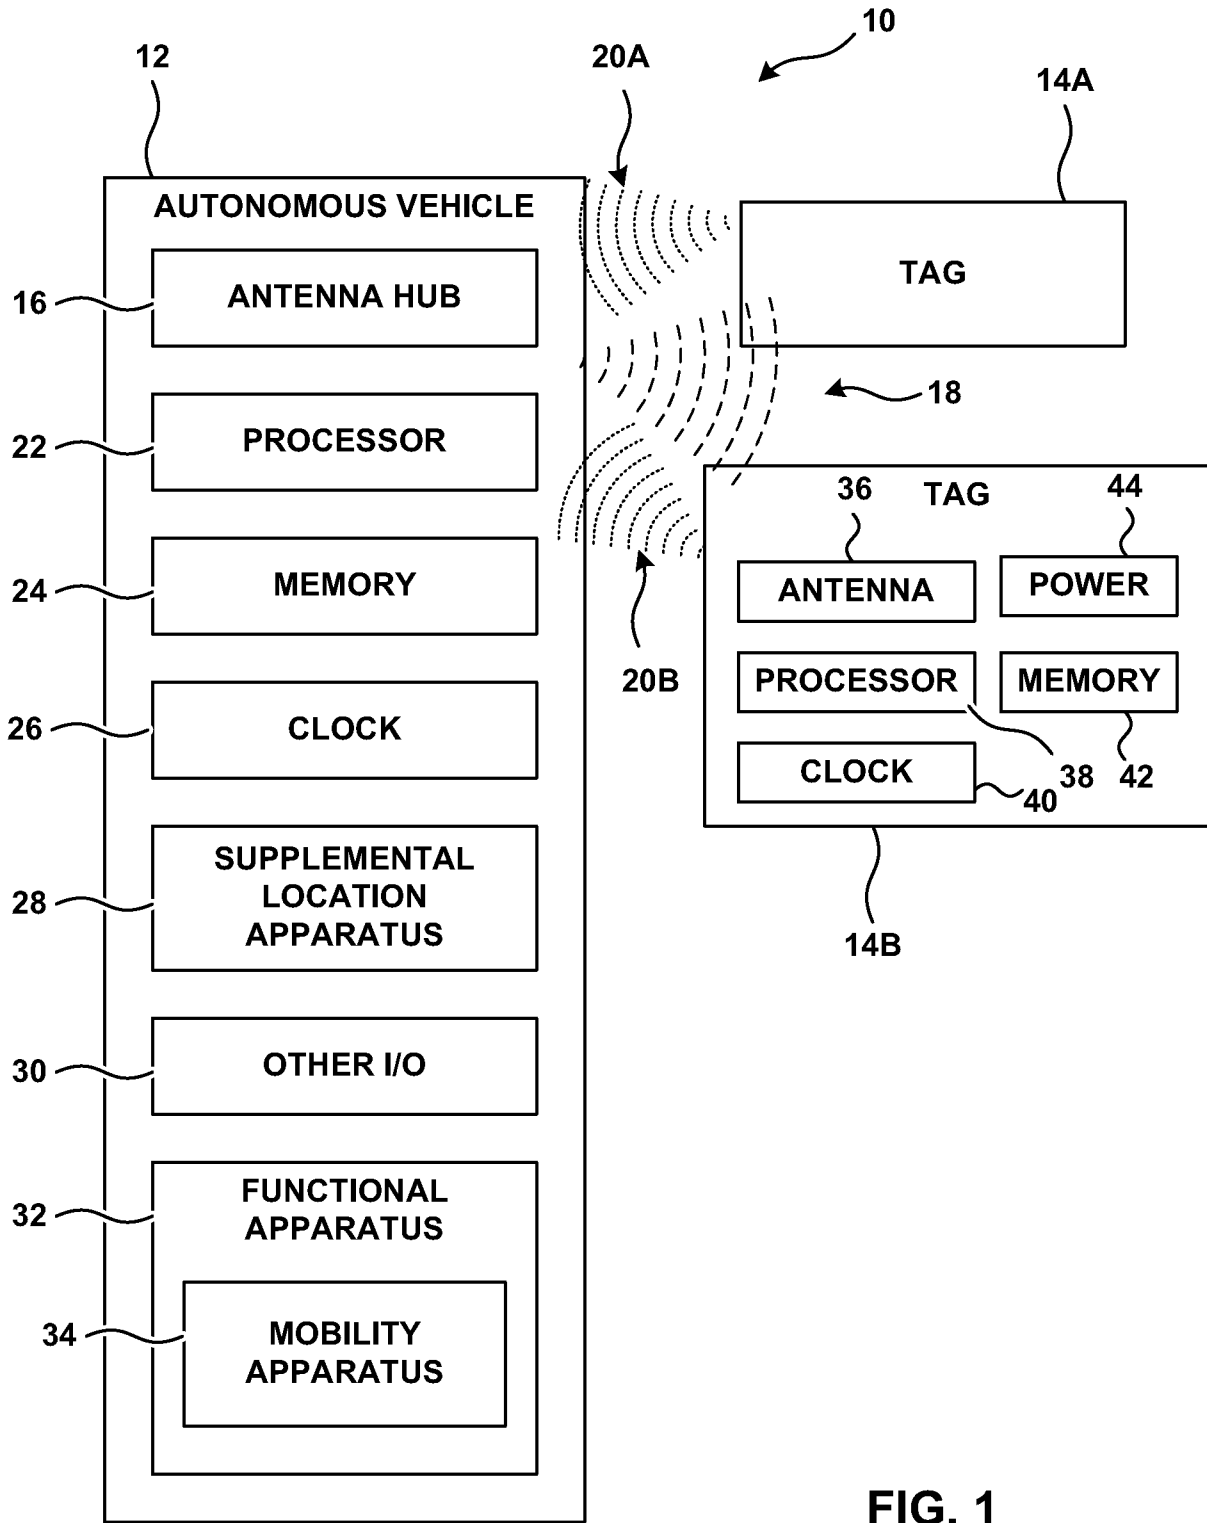 10
12
20A
14A
AUTONOMOUS VEHICLE
16
ANTENNA HUB
TAG
18
22
PROCESSOR
TAG
36
44
ANTENNA
POWER
24
MEMORY
20B
PROCESSOR
MEMORY
26
CLOCK
CLOCK
40
38
42
28
SUPPLEMENTAL
LOCATION
APPARATUS
14B
30
OTHER I/O
32
FUNCTIONAL
APPARATUS
34
MOBILITY
APPARATUS
FIG. 1